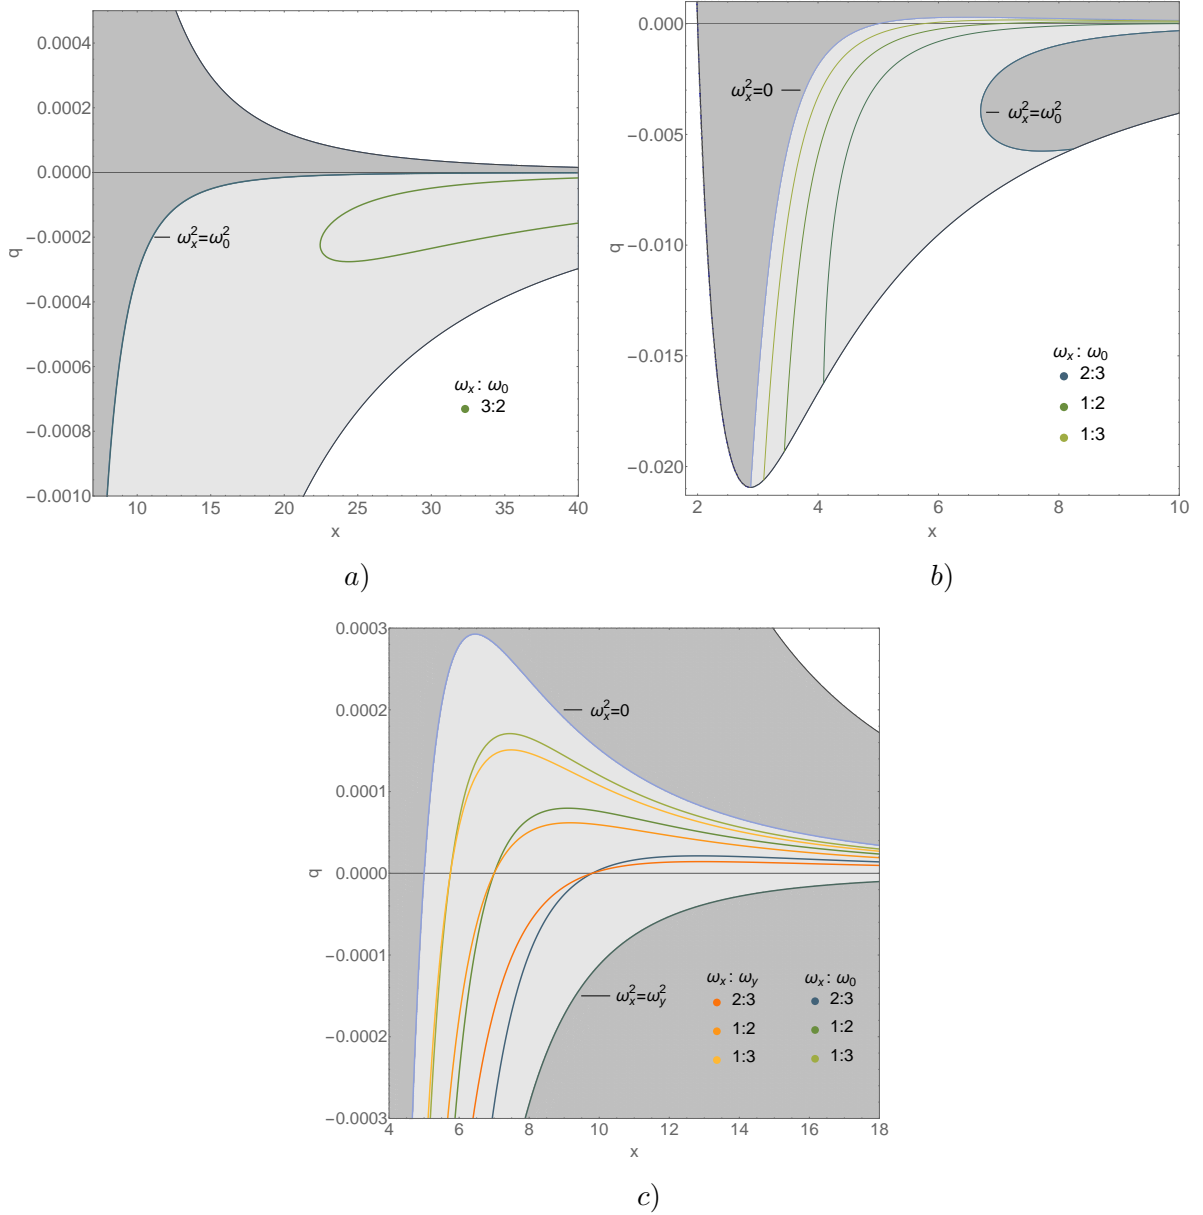 0.0004
0.0002
0.0000
−0.0002
−0.0004
−0.0006
−0.0008
−0.0010
q
10 15 20 25 30 35 40
x
ω_x^2=ω_0^2
ω_x : ω_0
3:2
a)
0.000
−0.005
−0.010
−0.015
−0.020
q
2 4 6 8 10
x
ω_x^2=0
ω_x^2=ω_0^2
ω_x : ω_0
2:3
1:2
1:3
b)
0.0003
0.0002
0.0001
0.0000
−0.0001
−0.0002
−0.0003
q
4 6 8 10 12 14 16 18
x
ω_x^2=0
ω_x^2=ω_y^2
ω_x : ω_y
2:3
1:2
1:3
ω_x : ω_0
2:3
1:2
1:3
c)